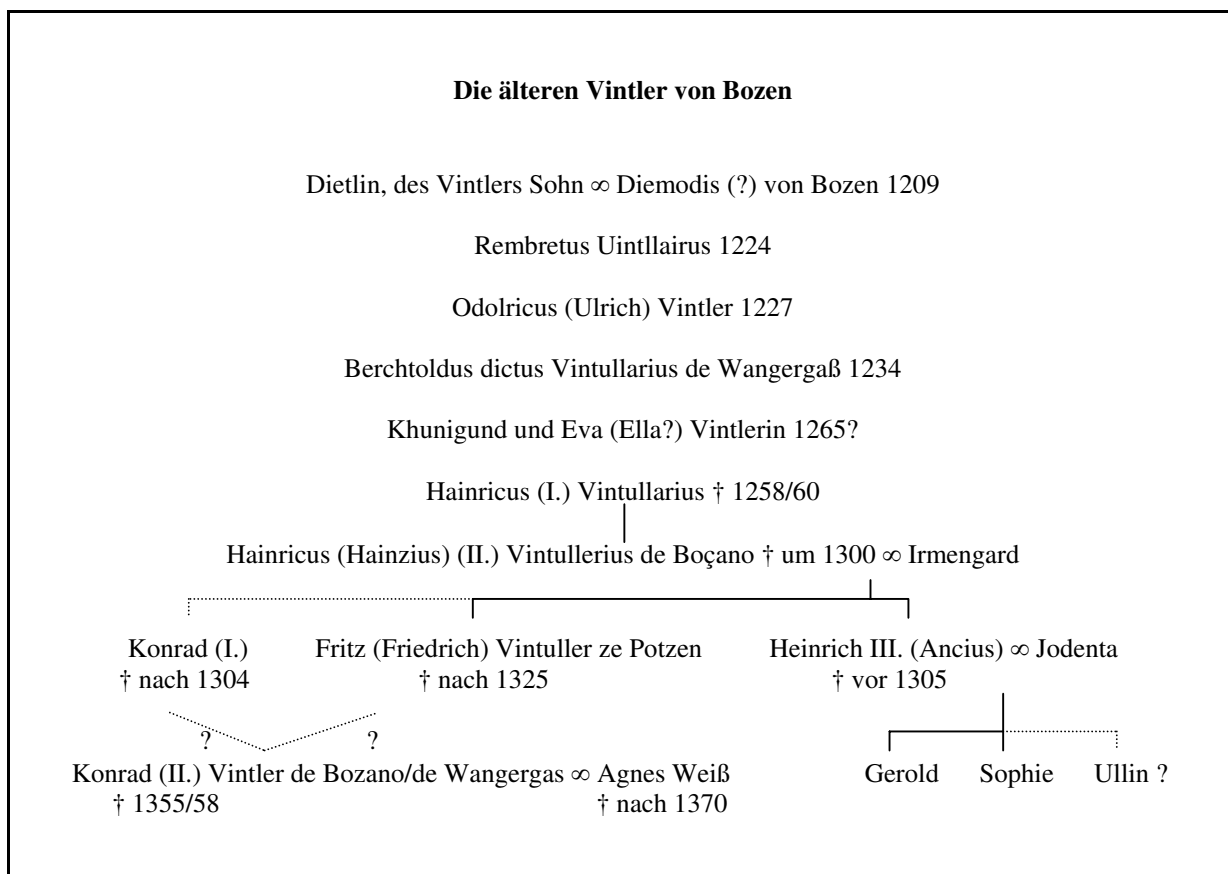 Die älteren Vintler von Bozen
Dietlin, des Vintlers Sohn ∞ Diemodis (?) von Bozen 1209
Rembretus Uintllairus 1224
Odolricus (Ulrich) Vintler 1227
Berchtoldus dictus Vintullarius de Wangergaß 1234
Khunigund und Eva (Ella?) Vintlerin 1265?
Hainricus (I.) Vintullarius † 1258/60
Hainricus (Hainzius) (II.) Vintullerius de Boçano † um 1300 ∞ Irmengard
Konrad (I.) Fritz (Friedrich) Vintuller ze Potzen Heinrich III. (Ancius) ∞ Jodenta
† nach 1304 † nach 1325 † vor 1305
? ?
Konrad (II.) Vintler de Bozano/de Wangergas ∞ Agnes Weiß Gerold Sophie Ullin ?
† 1355/58 † nach 1370